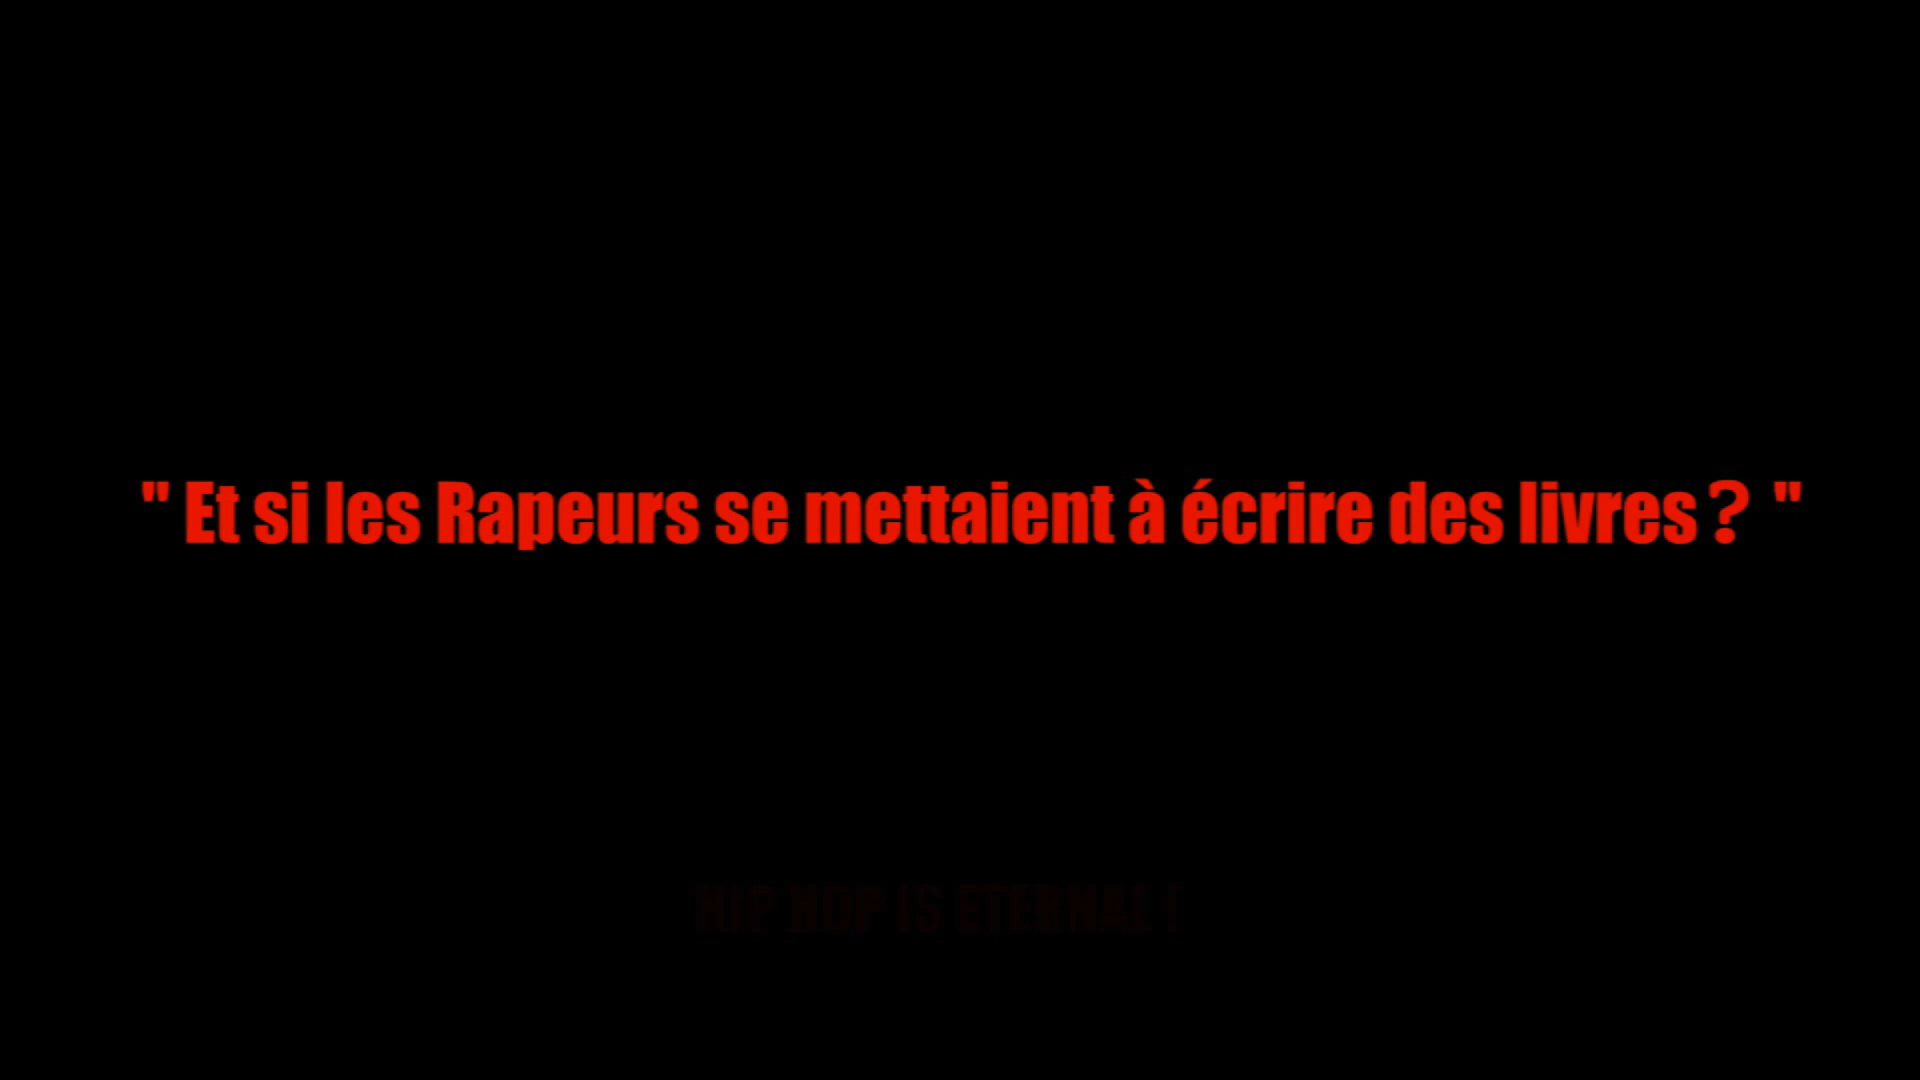 " Et si les Rapeurs se mettaient à écrire des livres ? "
HIP HOP IS ETERNAL !